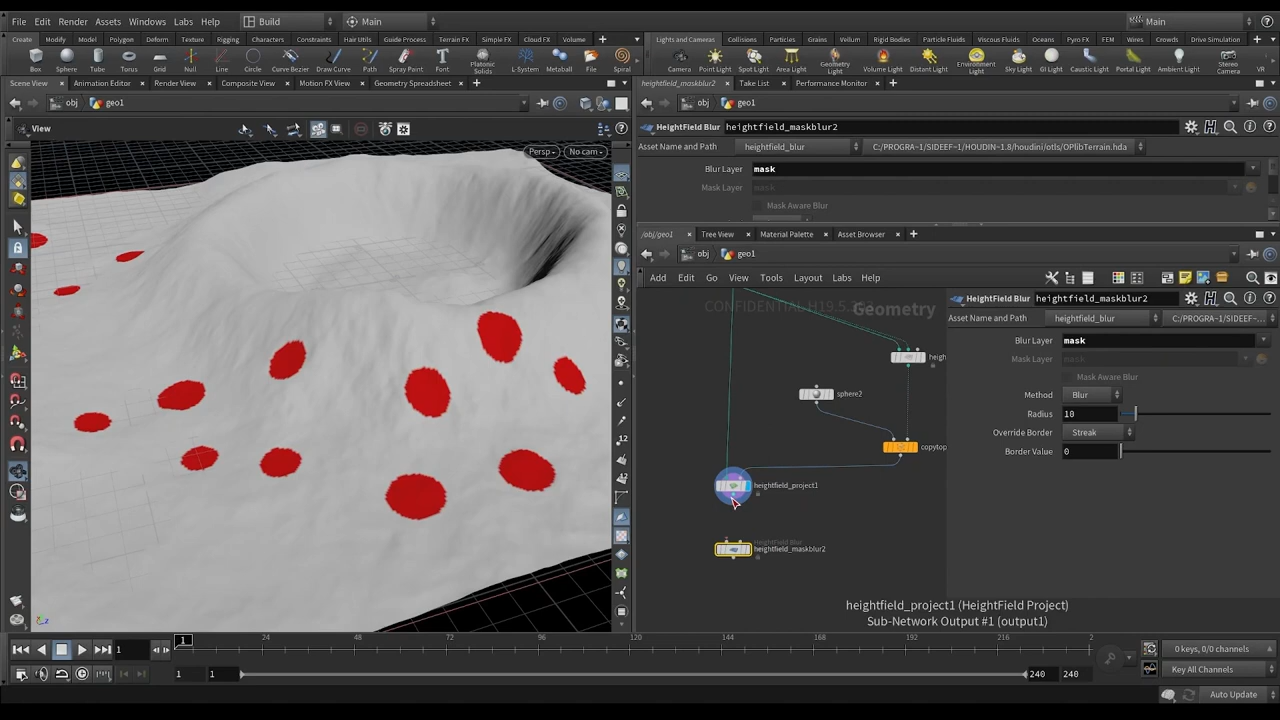 File Edit Render Assets Windows Labs Help Build Main Main
Create Modify Model Polygon Deform Texture Rigging Characters Constraints Hair Utils Guide Process Terrain FX Simple FX Cloud FX Volume
Lights and Cameras Collisions Particles Grains Vellum Rigid Bodies Particle Fluids Viscous Fluids Oceans Pyro FX FEM Wires Crowds Drive Simulation
Box Sphere Tube Torus Grid Null Line Circle Curve Bezier Draw Curve Path Spray Paint Font Platonic Solids L-System Metaball File Spiral
Camera Point Light Spot Light Area Light Geometry Light Volume Light Distant Light Environment Light Sky Light GI Light Caustic Light Portal Light Ambient Light Stereo Camera VR
Scene View Animation Editor Render View Composite View Motion FX View Geometry Spreadsheet
heightfield_maskblur2 Take List Performance Monitor
obj geo1
obj geo1
View
Persp No cam
HeightField Blur heightfield_maskblur2
Asset Name and Path heightfield_blur C:/PROGRA~1/SIDEEF~1/HOUDIN~1.8/houdini/otls/OPlibTerrain.hda
Blur Layer mask
Mask Layer mask
Mask Aware Blur
/obj/geo1 Tree View Material Palette Asset Browser
obj geo1
Add Edit Go View Tools Layout Labs Help
Geometry
heigh
sphere2
copytop
heightfield_project1
HeightField Blur
heightfield_maskblur2
HeightField Blur heightfield_maskblur2
Asset Name and Path heightfield_blur C:/PROGRA~1/SIDEEF~...
Blur Layer mask
Mask Layer mask
Mask Aware Blur
Method Blur
Radius 10
Override Border Streak
Border Value 0
heightfield_project1 (HeightField Project)
Sub-Network Output #1 (output1)
1 1 24 48 72 96 120 144 168 192 216 2
0 keys, 0/0 channels
1 1 240 240 Key All Channels
Auto Update